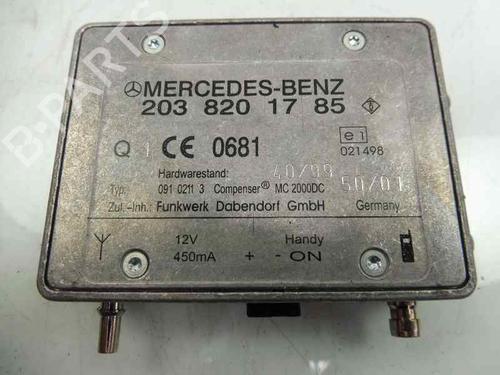 B-PARTS
MERCEDES-BENZ
203 820 17 85
Q 1 CE 0681 e1
021498
Hardwarestand: 40/99
Typ: 091 0211 3 Compenser® MC 2000DC 50/01
Zul.-Inh.: Funkwerk Dabendorf GmbH Germany
12V Handy
450mA + - ON